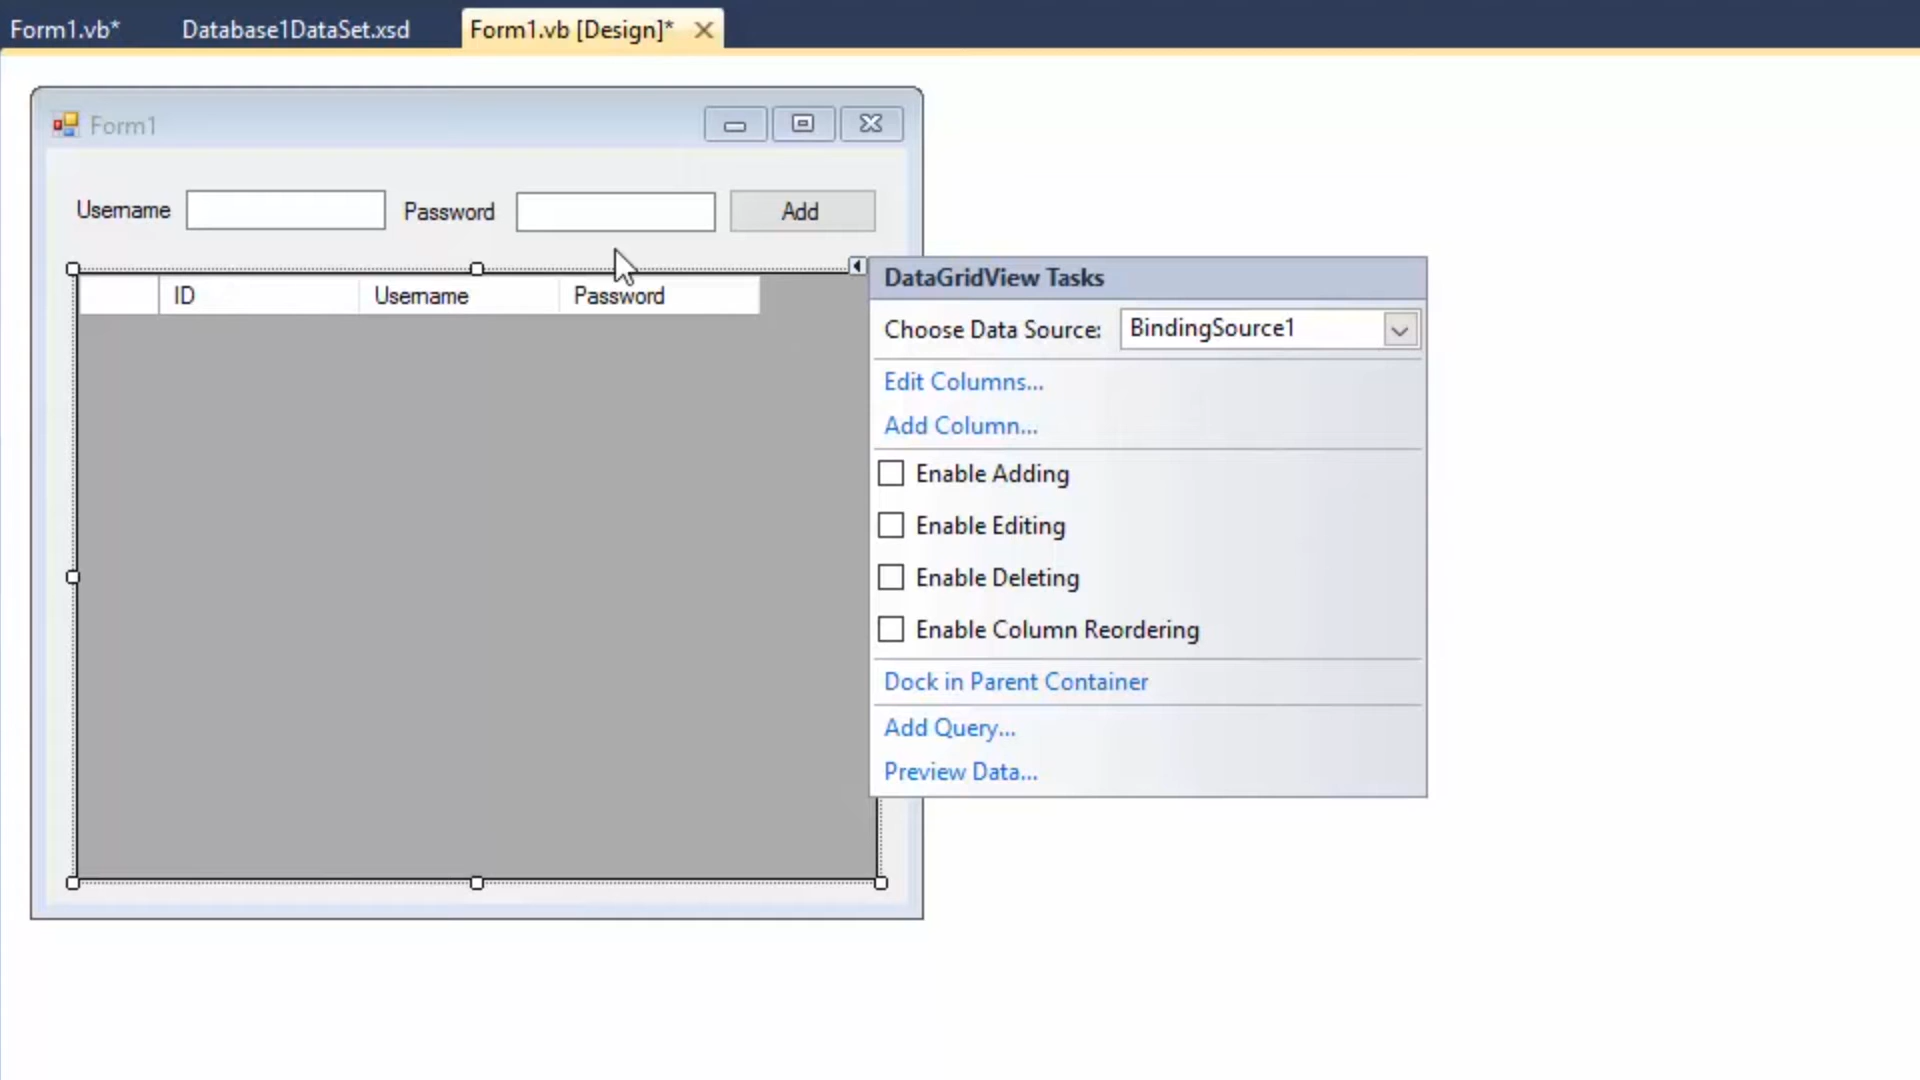 Form1.vb*
Database1DataSet.xsd
Form1.vb [Design]*
Form1
Username
Password
Add
ID
Username
Password
DataGridView Tasks
Choose Data Source:
BindingSource1
Edit Columns...
Add Column...
Enable Adding
Enable Editing
Enable Deleting
Enable Column Reordering
Dock in Parent Container
Add Query...
Preview Data...